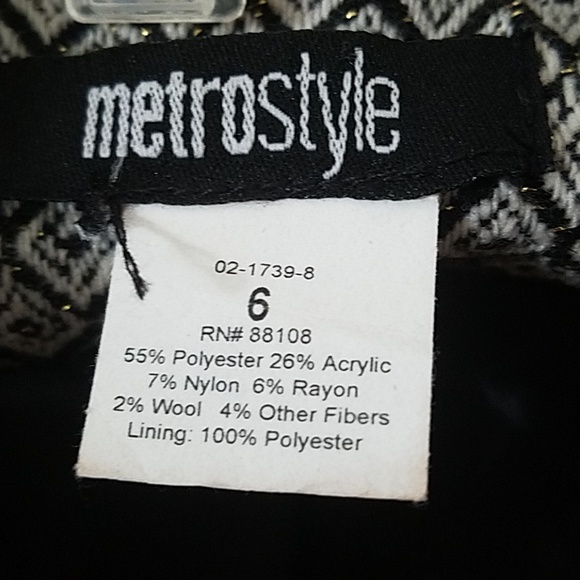 metrostyle
02-1739-8
6
RN# 88108
55% Polyester 26% Acrylic
7% Nylon 6% Rayon
2% Wool 4% Other Fibers
Lining: 100% Polyester